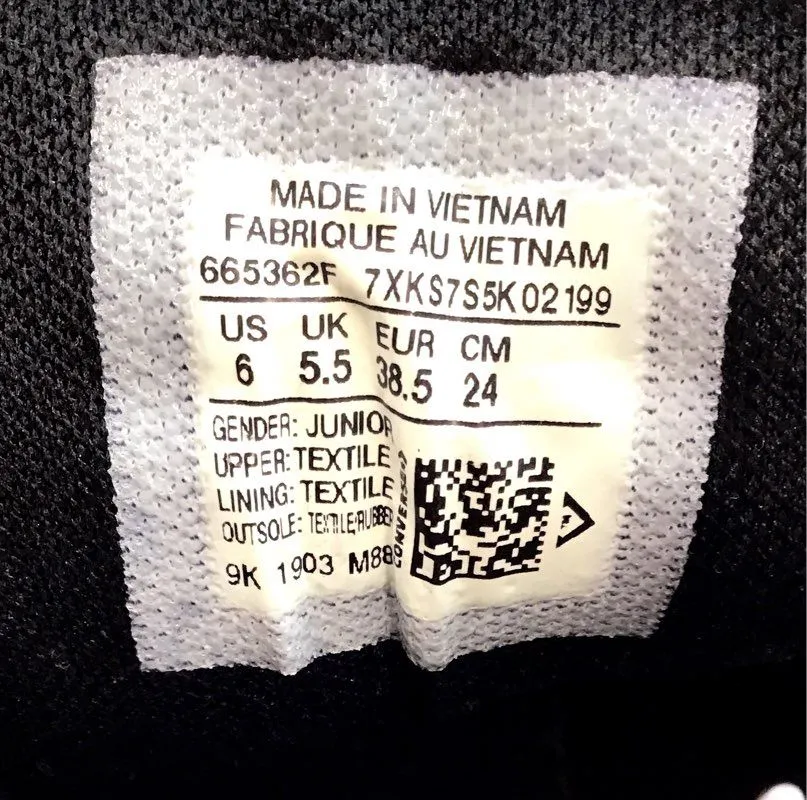 MADE IN VIETNAM
FABRIQUE AU VIETNAM
665362F 7XKS7S5K02199
US UK EUR CM
6 5.5 38.5 24
GENDER: JUNIOR
UPPER: TEXTILE
LINING: TEXTILE
OUTSOLE: TEXTILE/RUBBER
9K 1903
CONVERSE